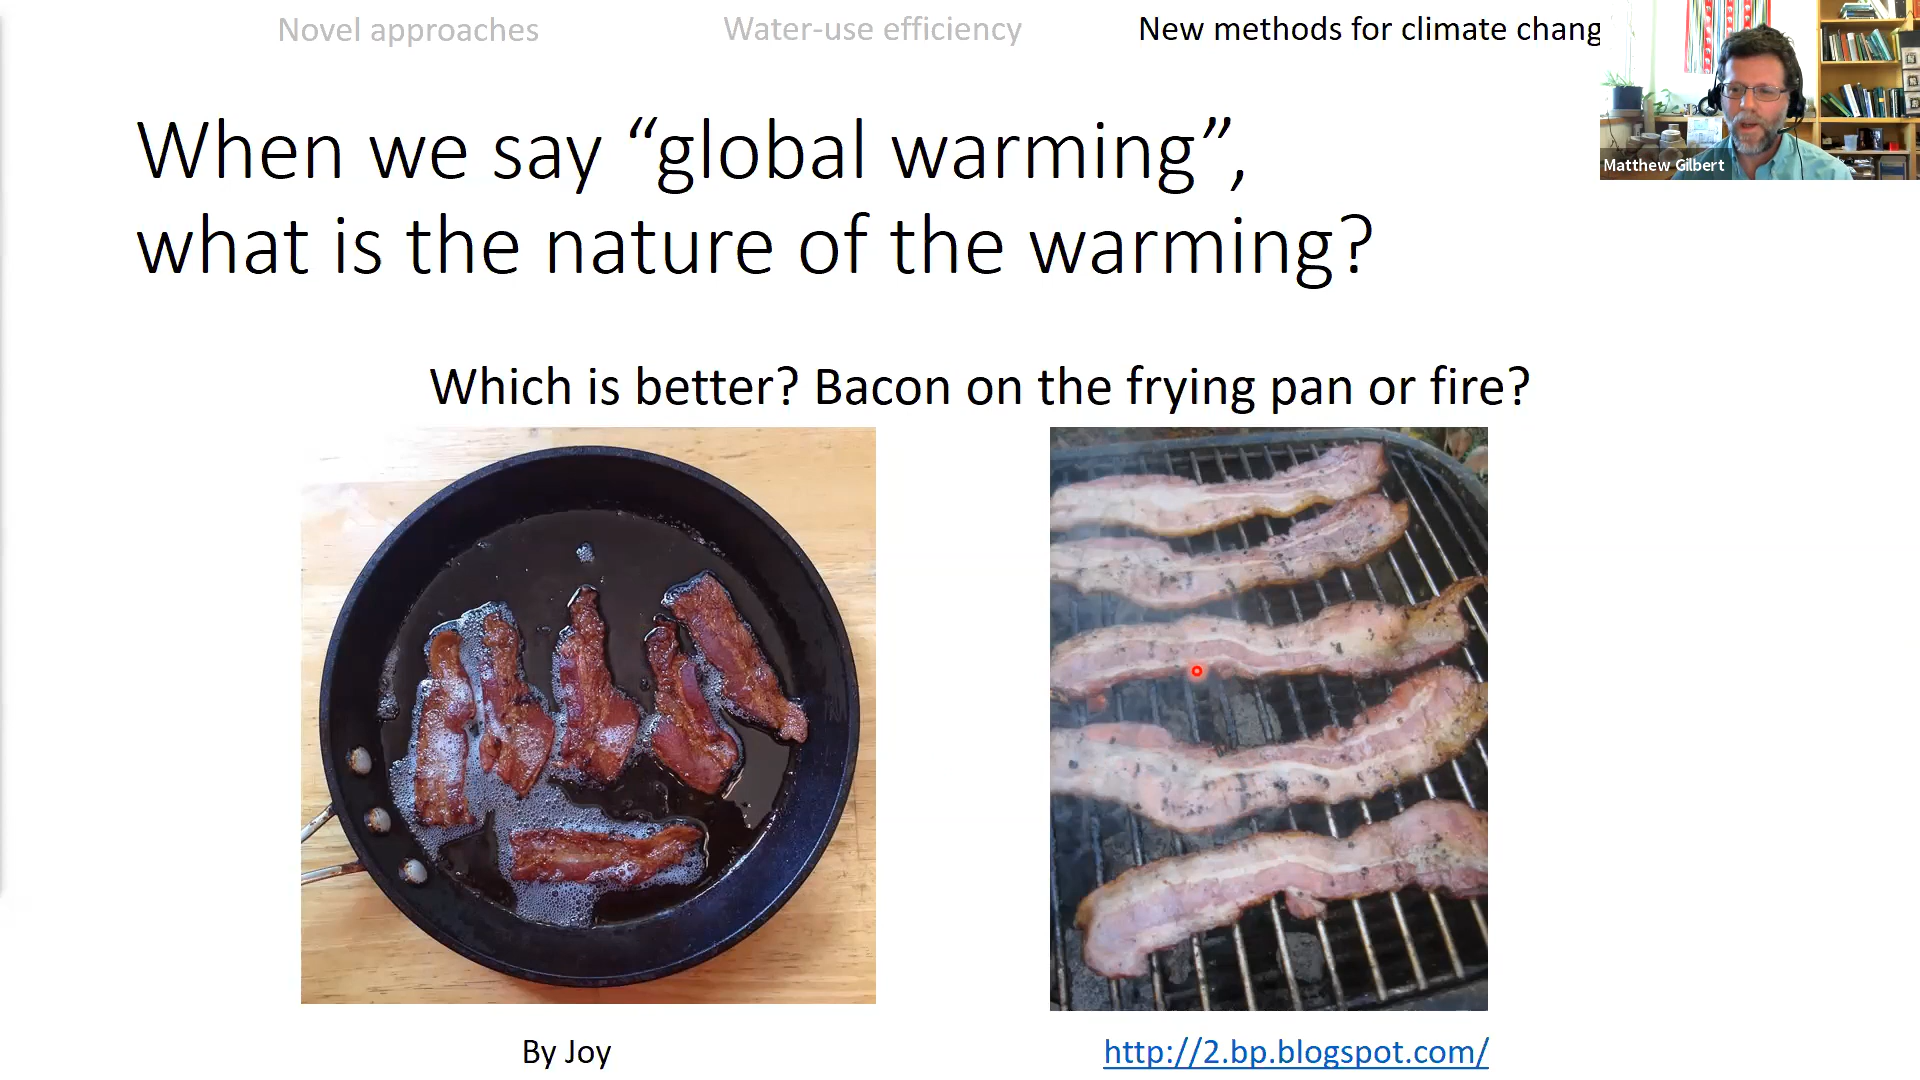 Novel approaches
Water-use efficiency
New methods for climate chang
Matthew Gilbert
When we say “global warming”,
what is the nature of the warming?
Which is better? Bacon on the frying pan or fire?
By Joy
http://2.bp.blogspot.com/